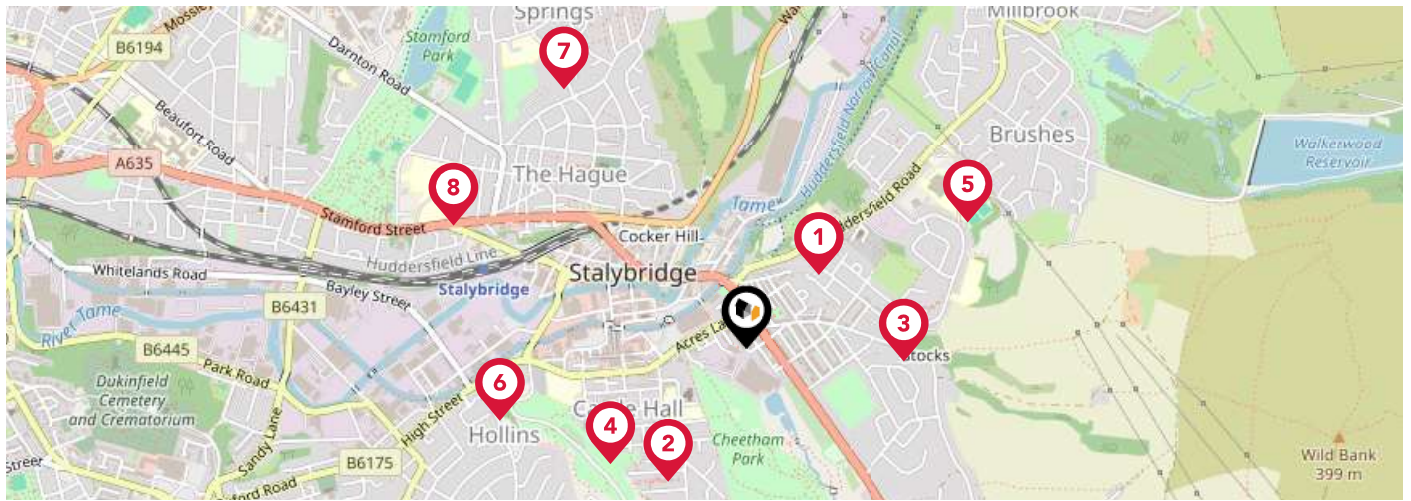 Springs
Millbrook
B6194
Mossley
Stamford
Park
Darnton Road
7
Huddersfield Narrow Canal
Beaufort Road
Brushes
Walkerwood
Reservoir
A635
The Hague
8
5
Stamford Street
Tame
Huddersfield Road
Cocker Hill
1
Huddersfield Line
Whitelands Road
Stalybridge
Bayley Street
Stalybridge
B6431
River Tame
Acres
3
Stocks
B6445
Park Road
Dukinfield
Cemetery
and Crematorium
6
Castle Hall
High Street
Hollins
4
2
Cheetham
Park
Sandy Lane
B6175
Wild Bank
399 m
Street
Road